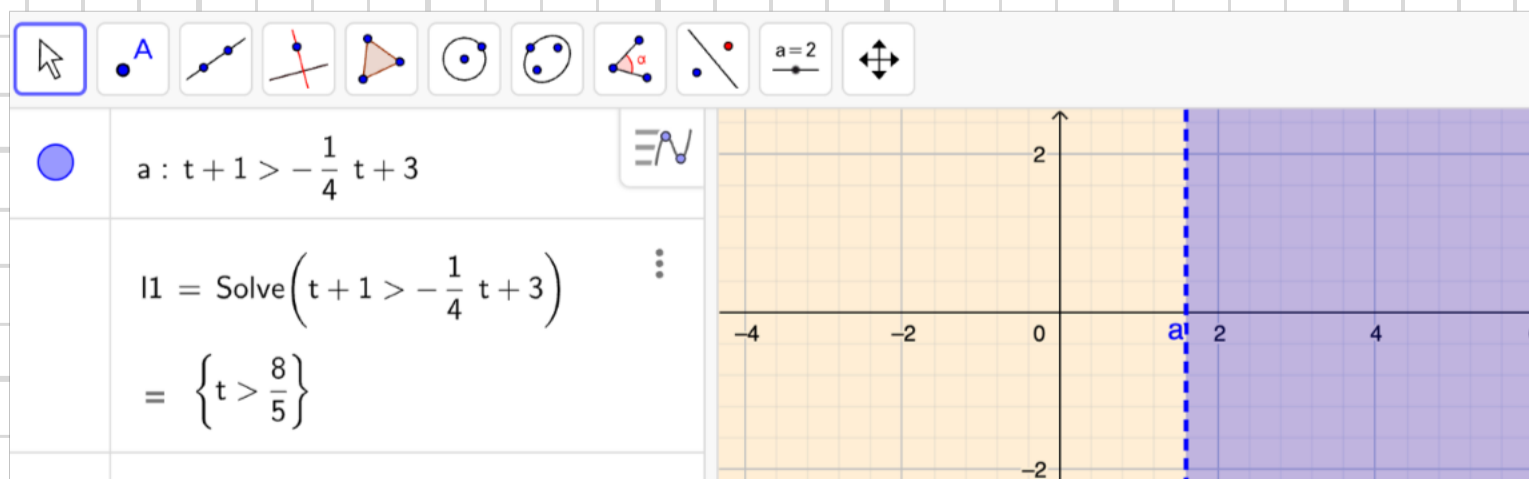 A
α
a=2
a : t + 1 > − 1/4 t + 3
l1 = Solve(t + 1 > − 1/4 t + 3)
= {t > 8/5}
2
−4 −2 0 a 2 4
−2